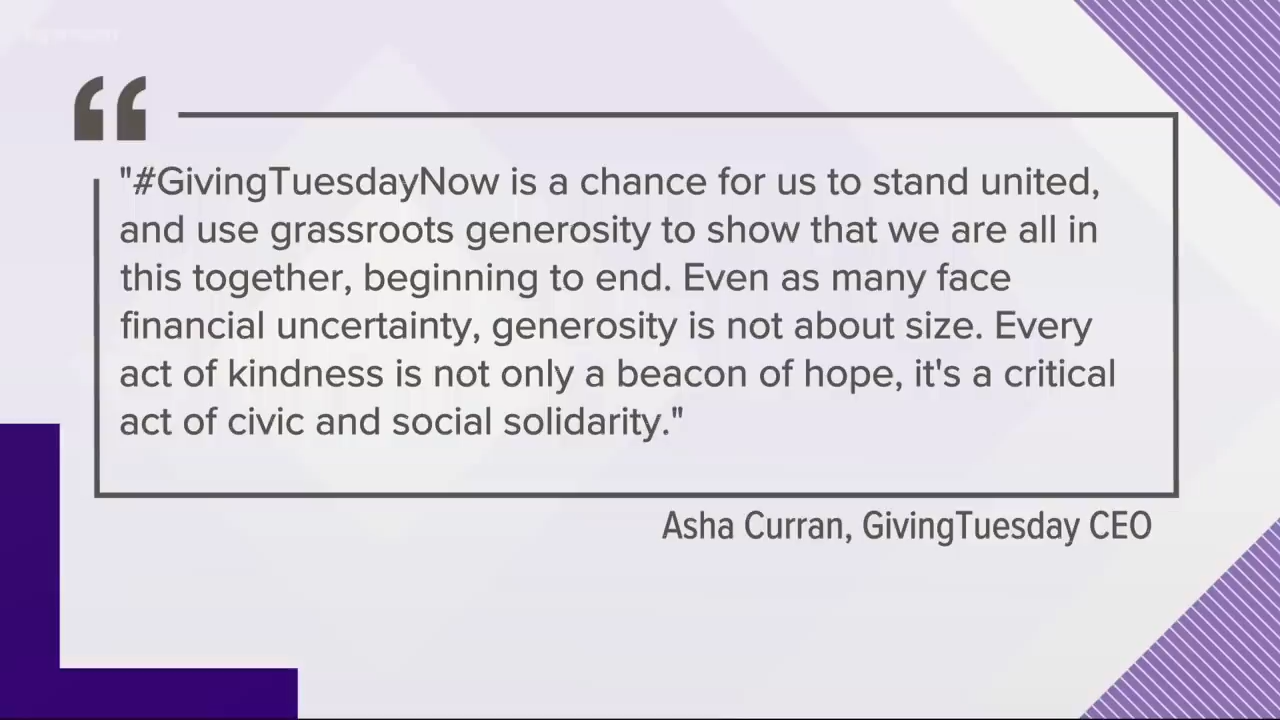 "#GivingTuesdayNow is a chance for us to stand united,
and use grassroots generosity to show that we are all in
this together, beginning to end. Even as many face
financial uncertainty, generosity is not about size. Every
act of kindness is not only a beacon of hope, it's a critical
act of civic and social solidarity."
Asha Curran, GivingTuesday CEO